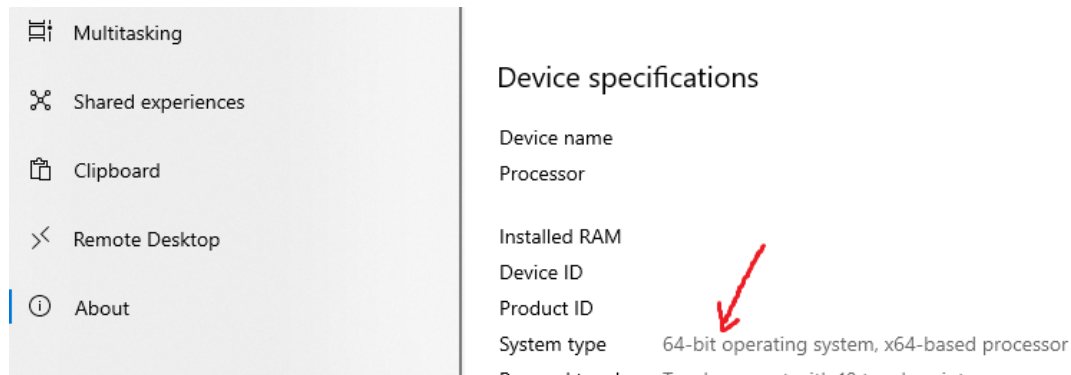 Multitasking
Shared experiences
Clipboard
Remote Desktop
About
Device specifications
Device name
Processor
Installed RAM
Device ID
Product ID
System type 64-bit operating system, x64-based processor